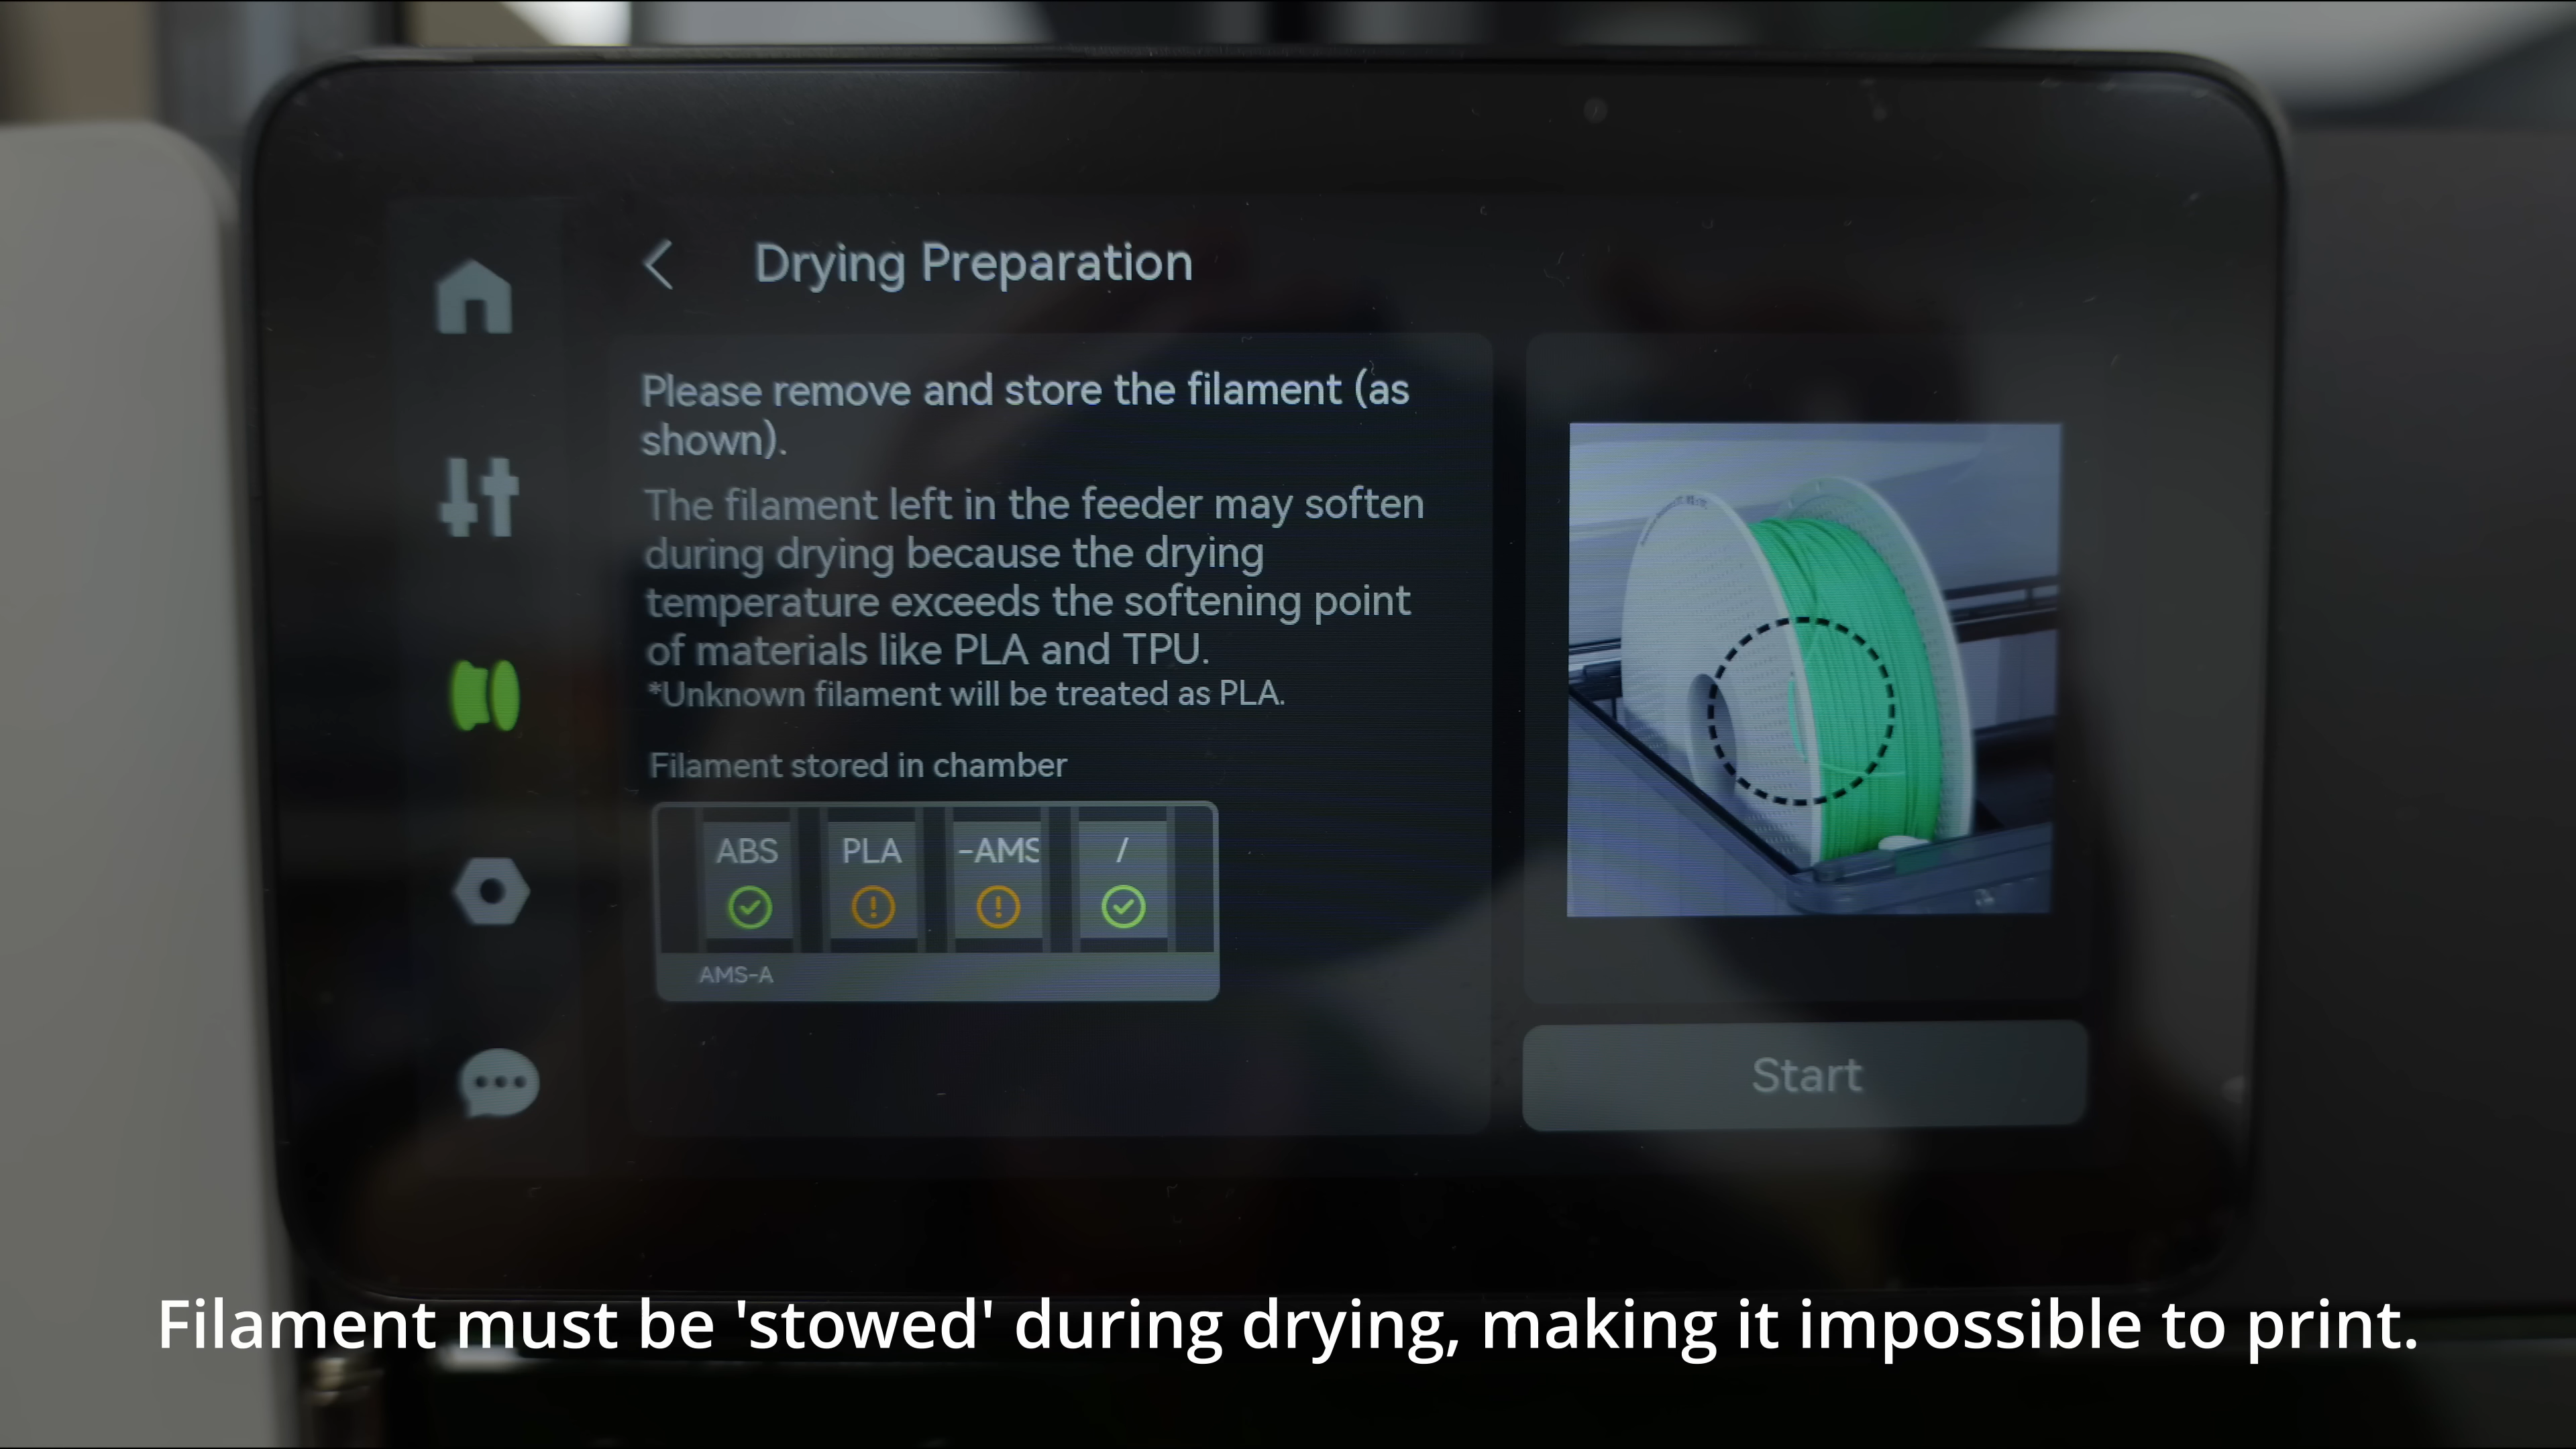 Drying Preparation
Please remove and store the filament (as
shown).
The filament left in the feeder may soften
during drying because the drying
temperature exceeds the softening point
of materials like PLA and TPU.
*Unknown filament will be treated as PLA.
Filament stored in chamber
ABS
PLA
-AMS
/
AMS-A
Start
Filament must be 'stowed' during drying, making it impossible to print.